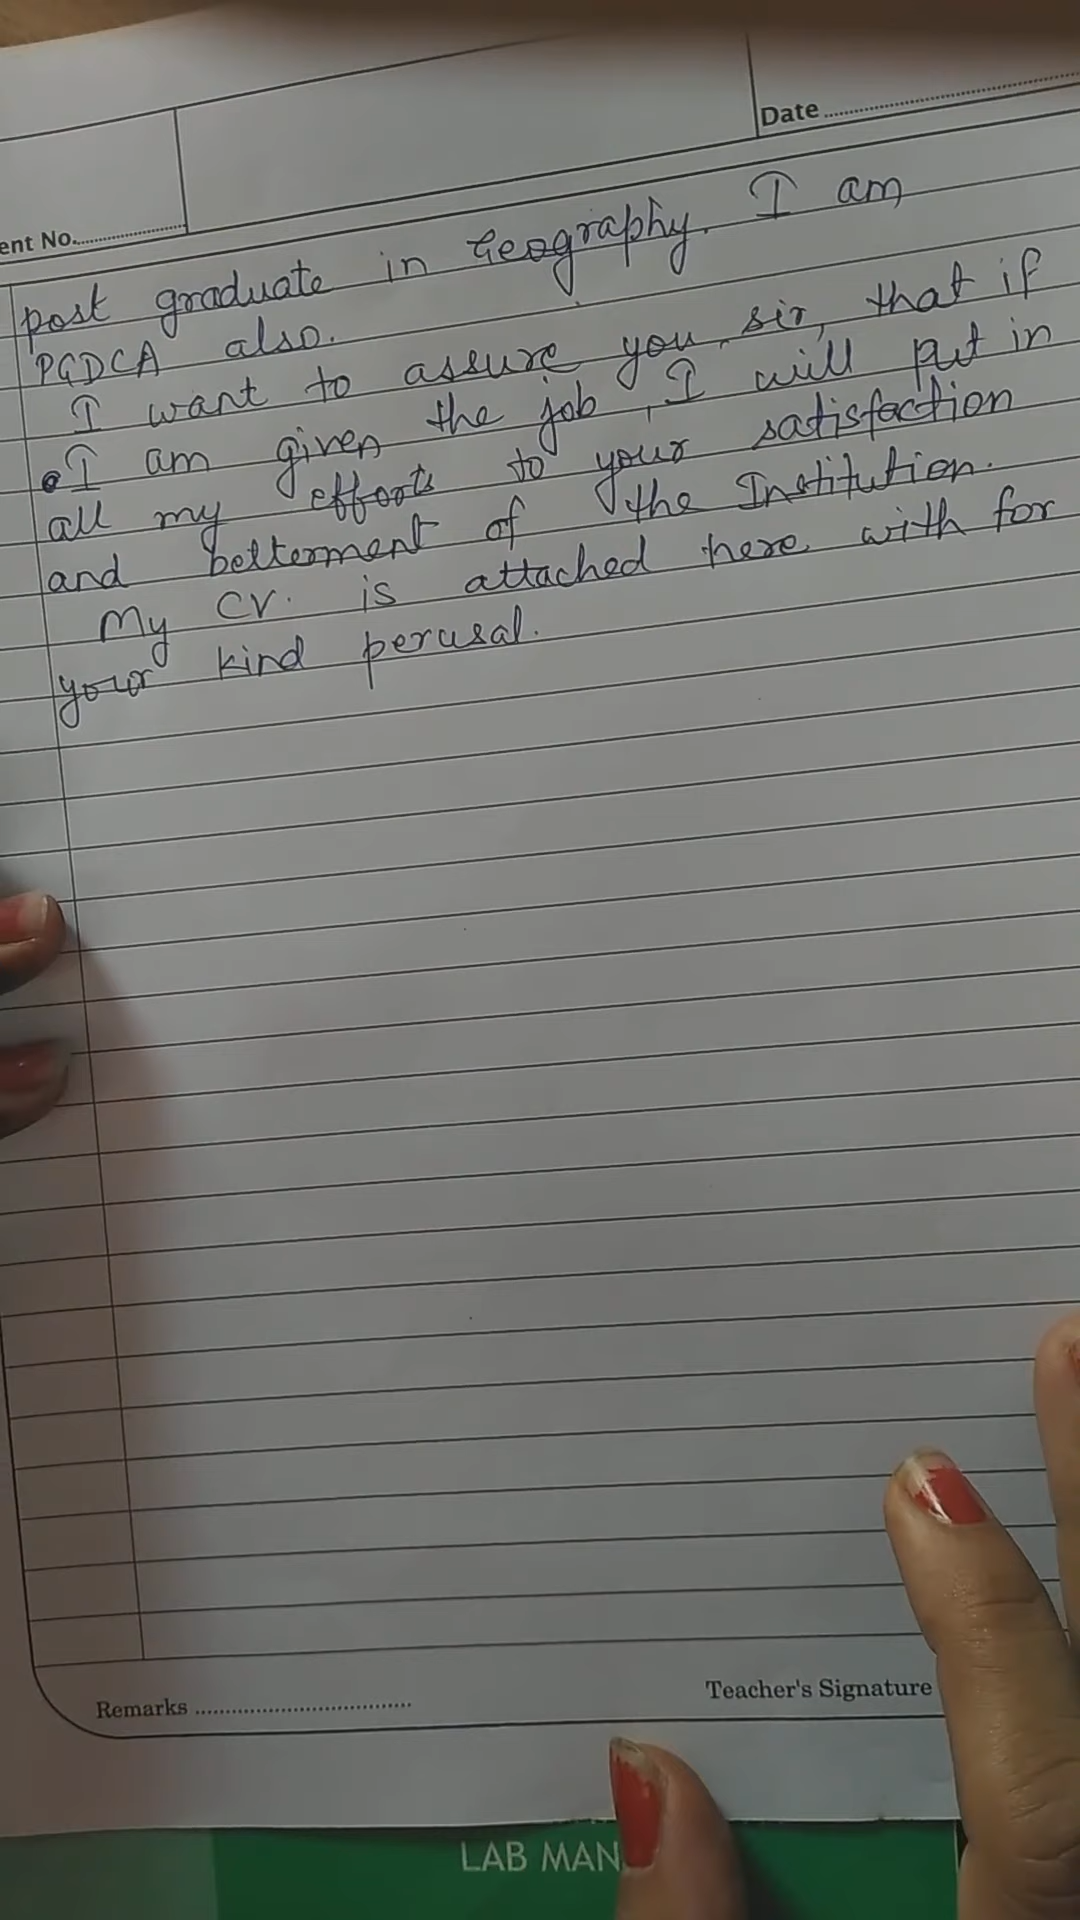 Date
ent No.
post graduate in Geography. I am
PGDCA also.
I want to assure you sir, that if
I am given the job, I will put in
all my efforts to your satisfaction
and betterment of the Institution.
My CV. is attached here with for
your kind perusal.
Remarks
Teacher's Signature
LAB MAN